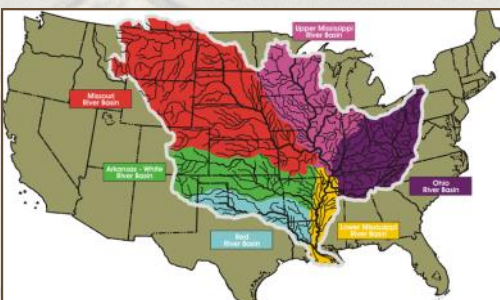 Upper Mississippi
River Basin
Missouri
River Basin
Arkansas - White
River Basin
Ohio
River Basin
Lower Mississippi
River Basin
Red
River Basin